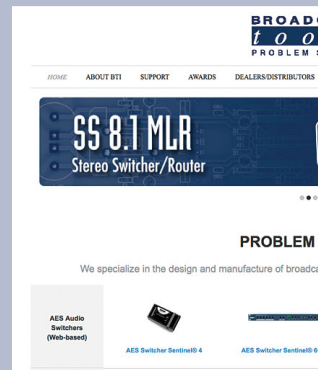 BROAD
t o o
PROBLEM
HOME ABOUT BTI SUPPORT AWARDS DEALERS/DISTRIBUTORS
SS 8.1 MLR
Stereo Switcher/Router
PROBLEM
We specialize in the design and manufacture of broadca
AES Audio
Switchers
(Web-based)
AES Switcher Sentinel® 4 AES Switcher Sentinel® 6